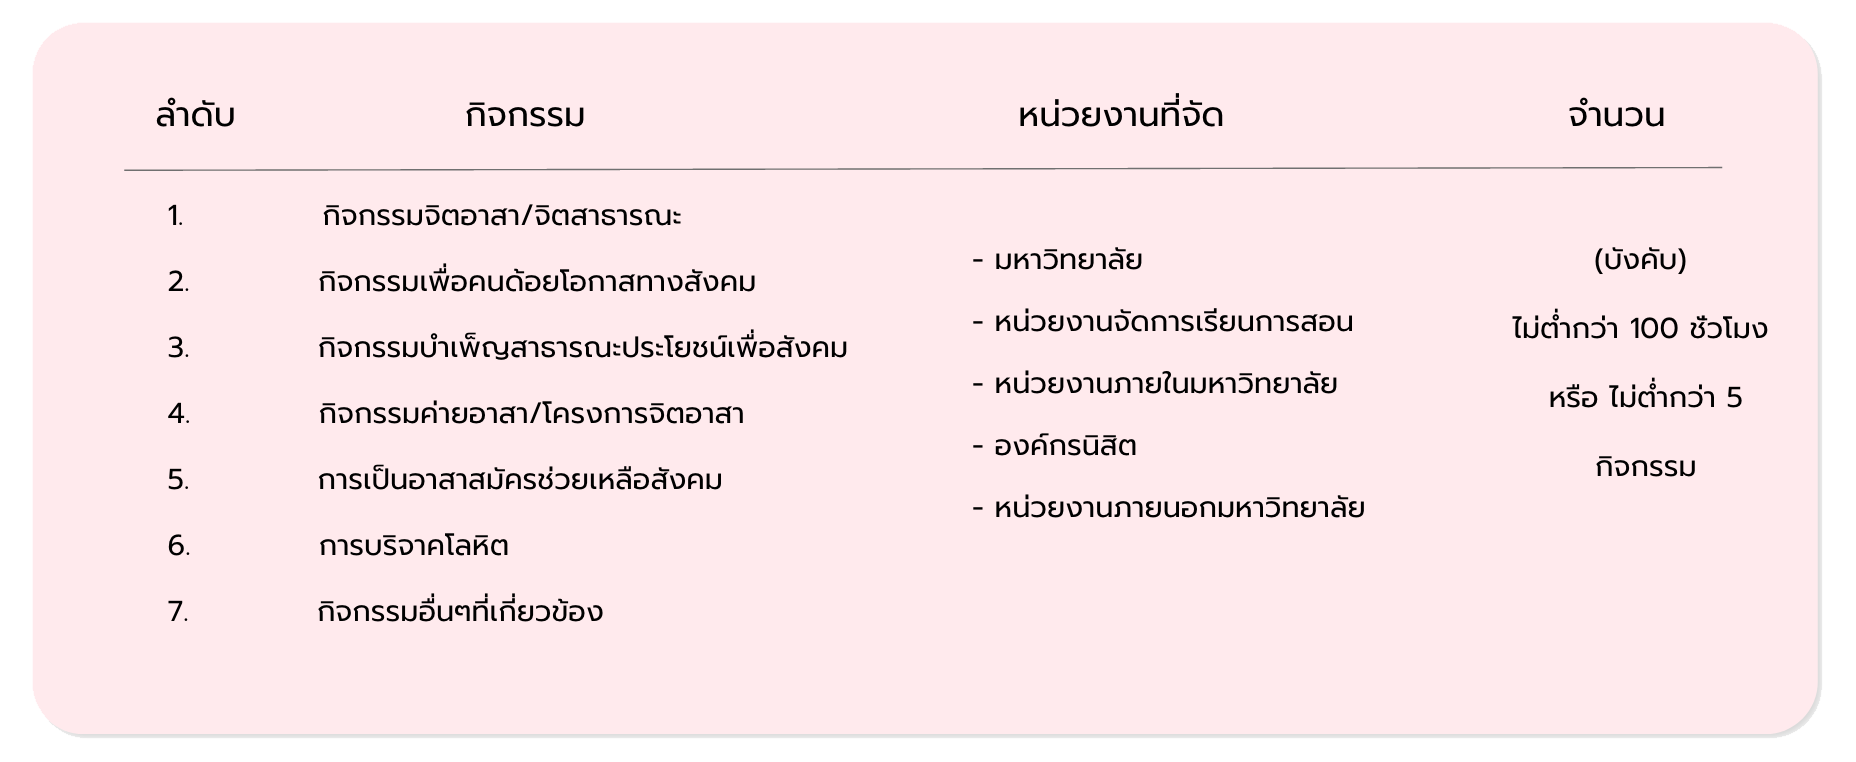 ลำดับ กิจกรรม หน่วยงานที่จัด จำนวน
1. กิจกรรมจิตอาสา/จิตสาธารณะ
2. กิจกรรมเพื่อคนด้อยโอกาสทางสังคม
3. กิจกรรมบำเพ็ญสาธารณะประโยชน์เพื่อสังคม
4. กิจกรรมค่ายอาสา/โครงการจิตอาสา
5. การเป็นอาสาสมัครช่วยเหลือสังคม
6. การบริจาคโลหิต
7. กิจกรรมอื่นๆที่เกี่ยวข้อง
- มหาวิทยาลัย
- หน่วยงานจัดการเรียนการสอน
- หน่วยงานภายในมหาวิทยาลัย
- องค์กรนิสิต
- หน่วยงานภายนอกมหาวิทยาลัย
(บังคับ)
ไม่ต่ำกว่า 100 ชั่วโมง
หรือ ไม่ต่ำกว่า 5
กิจกรรม